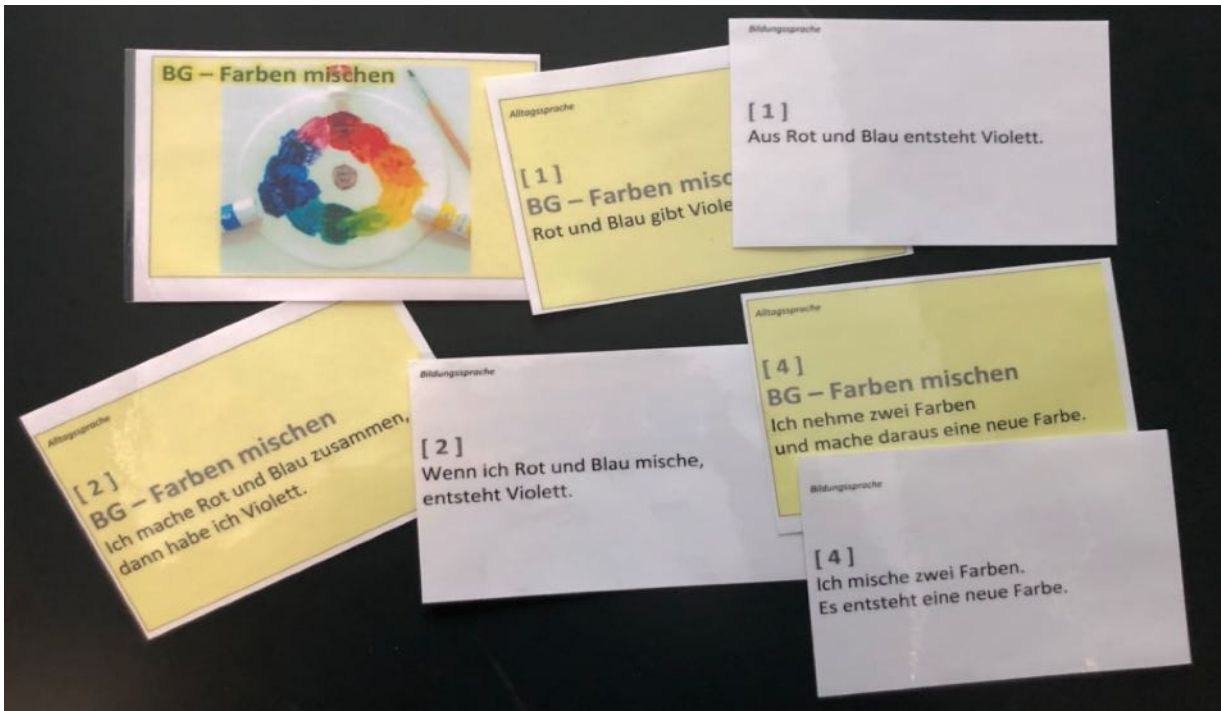 BG – Farben mischen
Alltagssprache
[ 1 ]
BG – Farben misc
Rot und Blau gibt Viole
Bildungssprache
[ 1 ]
Aus Rot und Blau entsteht Violett.
Alltagssprache
[ 2 ]
BG – Farben mischen
Ich mache Rot und Blau zusammen,
dann habe ich Violett.
Bildungssprache
[ 2 ]
Wenn ich Rot und Blau mische,
entsteht Violett.
Alltagssprache
[ 4 ]
BG – Farben mischen
Ich nehme zwei Farben
und mache daraus eine neue Farbe.
Bildungssprache
[ 4 ]
Ich mische zwei Farben.
Es entsteht eine neue Farbe.